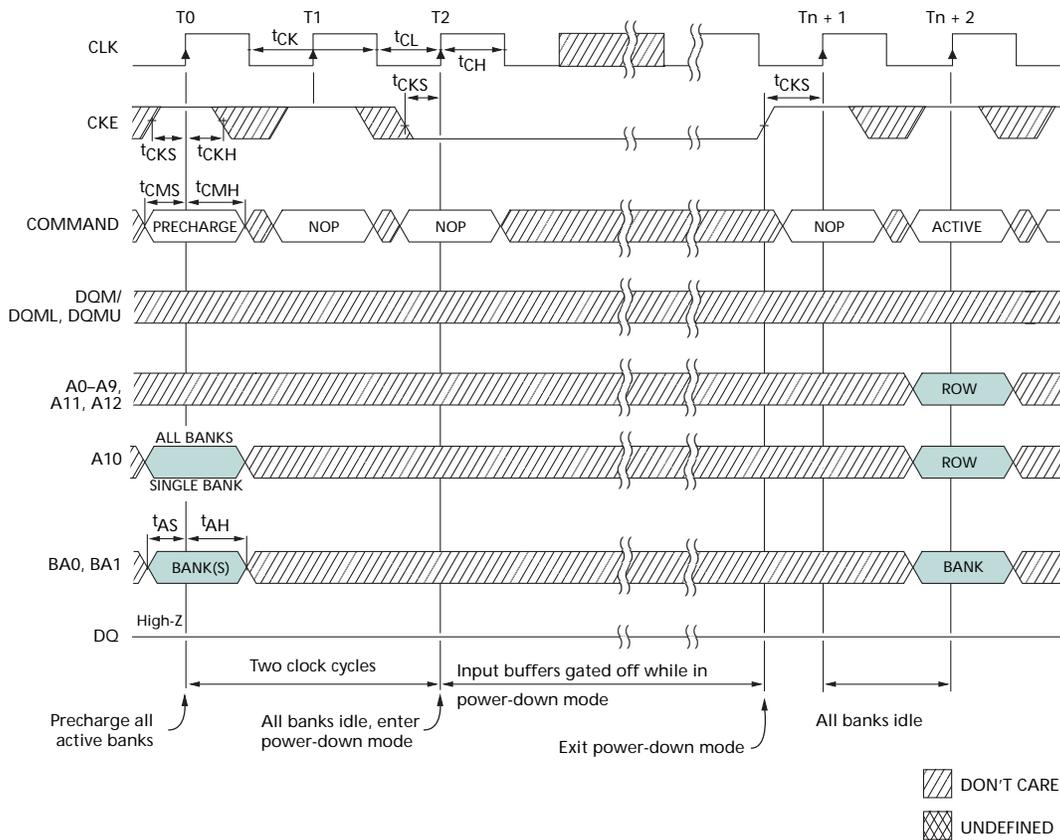 T0 T1 T2 Tn + 1 Tn + 2
CLK
tCK tCL
tCH
tCKS tCKS
CKE
tCKS tCKH
tCMS tCMH
COMMAND PRECHARGE NOP NOP NOP ACTIVE
DQM/
DQML, DQMU
A0–A9,
A11, A12
ROW
ALL BANKS
A10 ROW
SINGLE BANK
tAS tAH
BA0, BA1 BANK(S) BANK
High-Z
DQ
Two clock cycles
Input buffers gated off while in
power-down mode
Precharge all
active banks
All banks idle, enter
power-down mode
Exit power-down mode
All banks idle
DON'T CARE
UNDEFINED